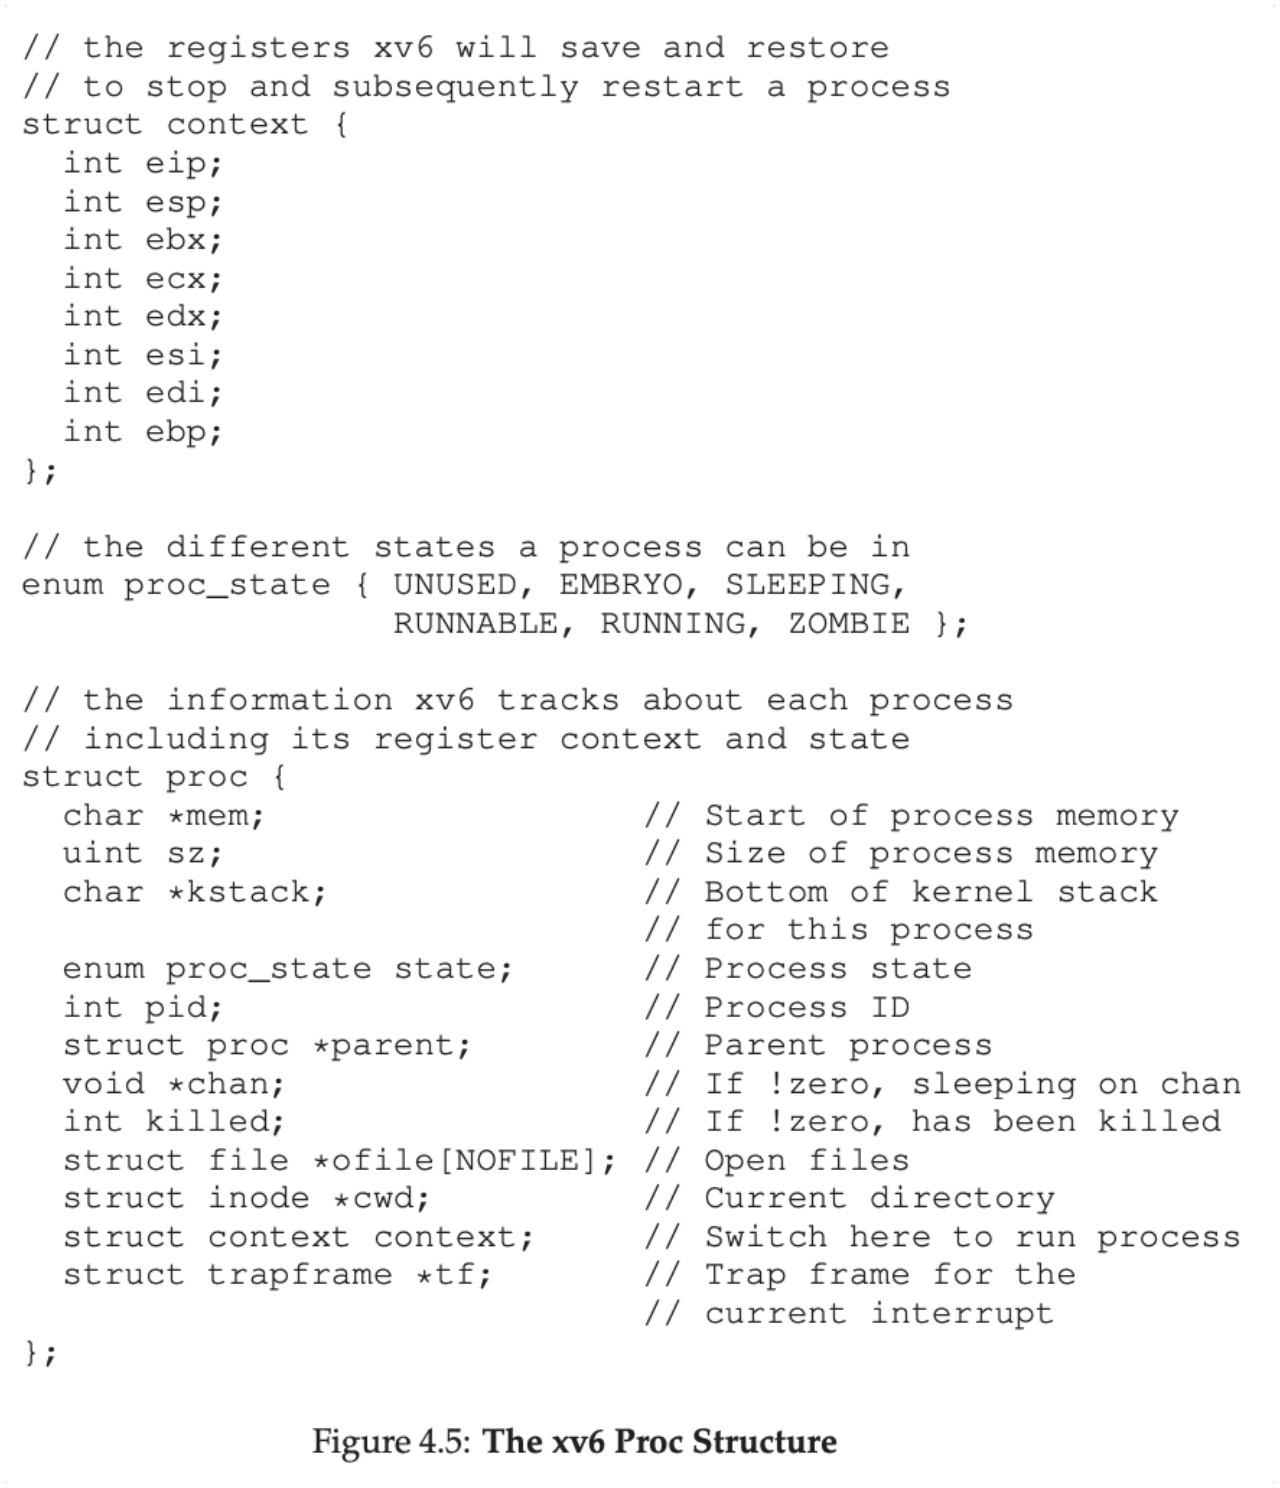 // the registers xv6 will save and restore
// to stop and subsequently restart a process
struct context {
  int eip;
  int esp;
  int ebx;
  int ecx;
  int edx;
  int esi;
  int edi;
  int ebp;
};

// the different states a process can be in
enum proc_state { UNUSED, EMBRYO, SLEEPING,
                  RUNNABLE, RUNNING, ZOMBIE };

// the information xv6 tracks about each process
// including its register context and state
struct proc {
  char *mem;                  // Start of process memory
  uint sz;                    // Size of process memory
  char *kstack;               // Bottom of kernel stack
                              // for this process
  enum proc_state state;      // Process state
  int pid;                    // Process ID
  struct proc *parent;        // Parent process
  void *chan;                 // If !zero, sleeping on chan
  int killed;                 // If !zero, has been killed
  struct file *ofile[NOFILE]; // Open files
  struct inode *cwd;          // Current directory
  struct context context;     // Switch here to run process
  struct trapframe *tf;       // Trap frame for the
                              // current interrupt
};
Figure 4.5: The xv6 Proc Structure